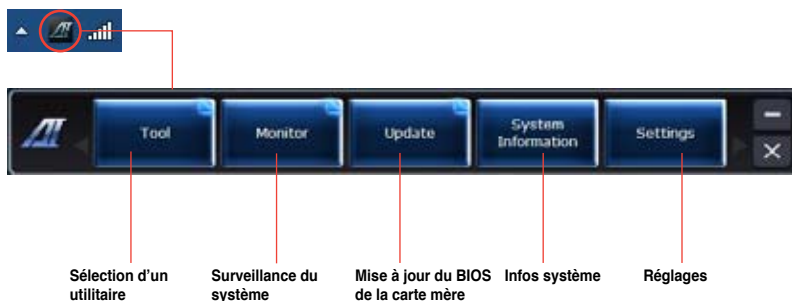 Tool
Monitor
Update
System
Information
Settings
Sélection d'un
utilitaire
Surveillance du
système
Mise à jour du BIOS
de la carte mère
Infos système
Réglages